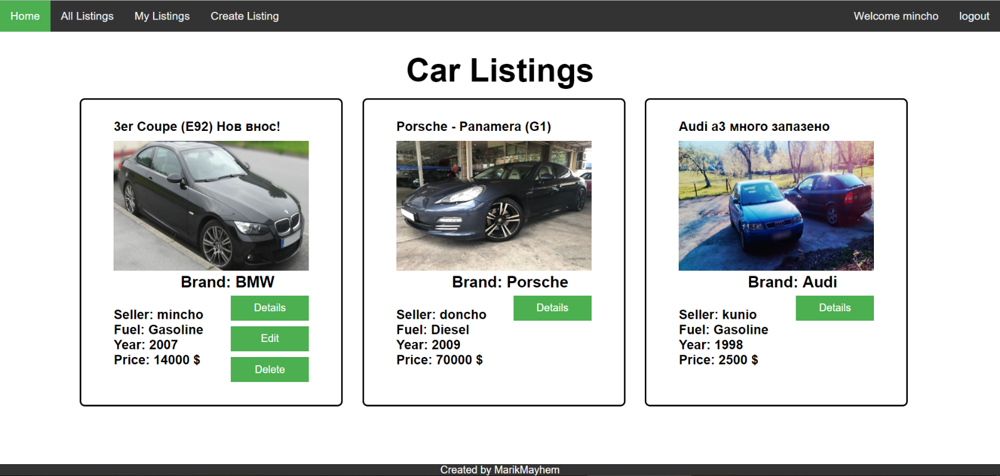 Home All Listings My Listings Create Listing Welcome mincho logout
Car Listings
3er Coupe (E92) Нов внос!
Brand: BMW
Seller: mincho
Fuel: Gasoline
Year: 2007
Price: 14000 $
Details
Edit
Delete
Porsche - Panamera (G1)
Brand: Porsche
Seller: doncho
Fuel: Diesel
Year: 2009
Price: 70000 $
Details
Audi a3 много запазено
Brand: Audi
Seller: kunio
Fuel: Gasoline
Year: 1998
Price: 2500 $
Details
Created by MarikMayhem